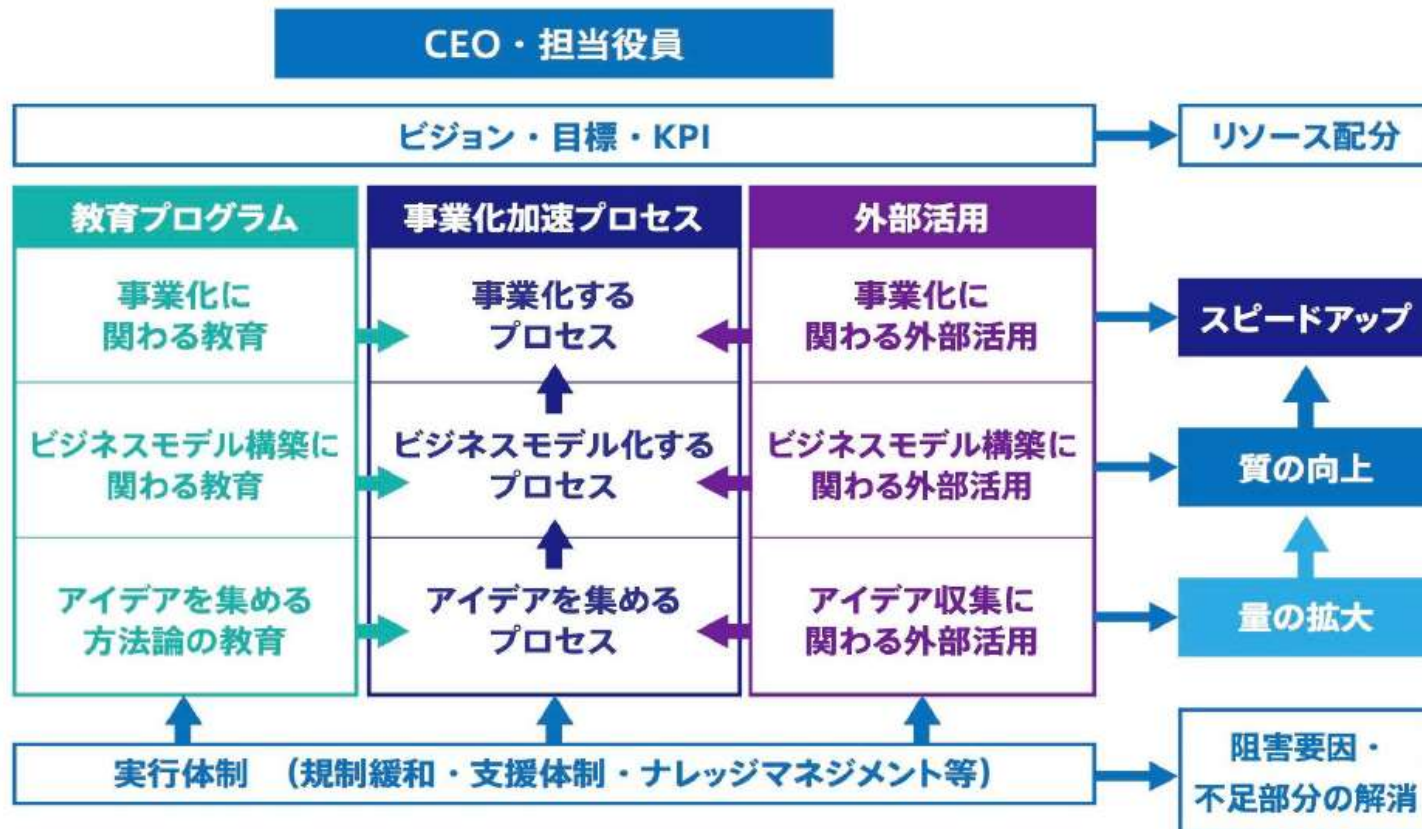 CEO・担当役員
ビジョン・目標・KPI
リソース配分
教育プログラム
事業化加速プロセス
外部活用
事業化に
関わる教育
事業化する
プロセス
事業化に
関わる外部活用
スピードアップ
ビジネスモデル構築に
関わる教育
ビジネスモデル化する
プロセス
ビジネスモデル構築に
関わる外部活用
質の向上
アイデアを集める
方法論の教育
アイデアを集める
プロセス
アイデア収集に
関わる外部活用
量の拡大
実行体制 （規制緩和・支援体制・ナレッジマネジメント等）
阻害要因・
不足部分の解消